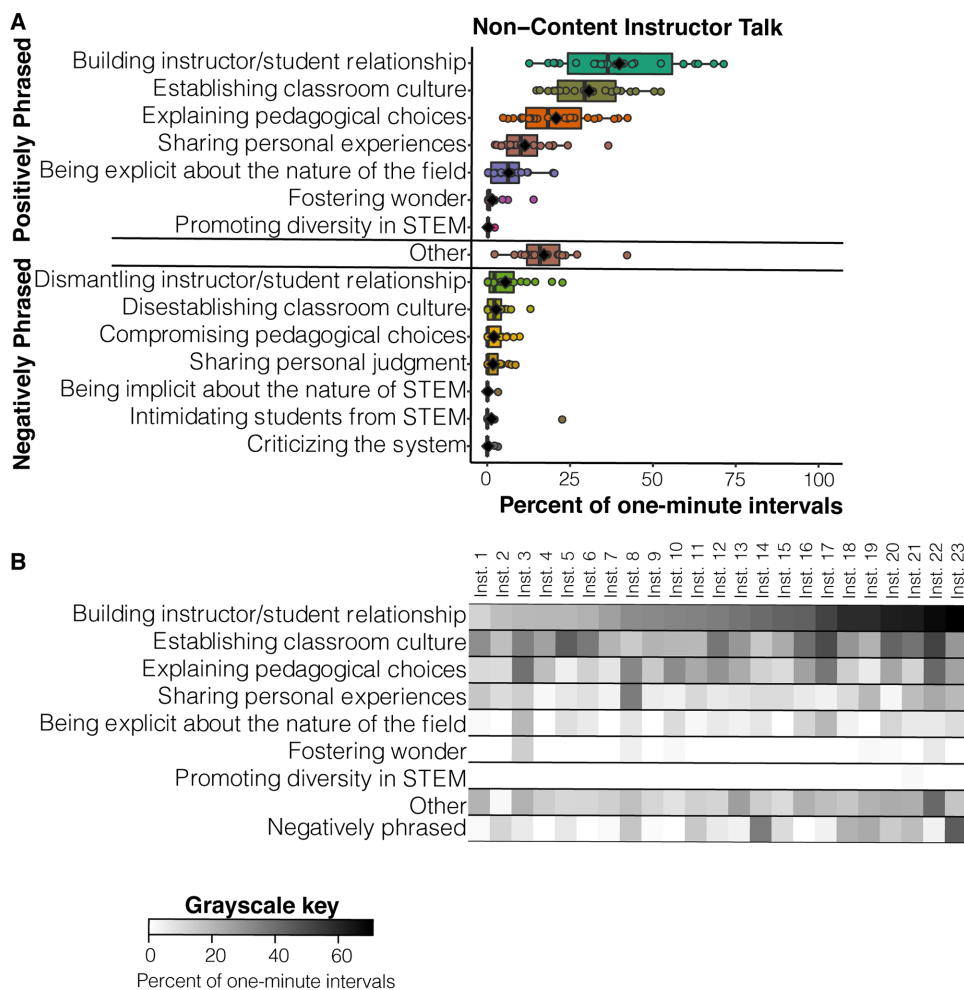 A
Non–Content Instructor Talk
Positively Phrased
Building instructor/student relationship
Establishing classroom culture
Explaining pedagogical choices
Sharing personal experiences
Being explicit about the nature of the field
Fostering wonder
Promoting diversity in STEM
Other
Negatively Phrased
Dismantling instructor/student relationship
Disestablishing classroom culture
Compromising pedagogical choices
Sharing personal judgment
Being implicit about the nature of STEM
Intimidating students from STEM
Criticizing the system
0 25 50 75 100
Percent of one-minute intervals
B
Inst. 1
Inst. 2
Inst. 3
Inst. 4
Inst. 5
Inst. 6
Inst. 7
Inst. 8
Inst. 9
Inst. 10
Inst. 11
Inst. 12
Inst. 13
Inst. 14
Inst. 15
Inst. 16
Inst. 17
Inst. 18
Inst. 19
Inst. 20
Inst. 21
Inst. 22
Inst. 23
Building instructor/student relationship
Establishing classroom culture
Explaining pedagogical choices
Sharing personal experiences
Being explicit about the nature of the field
Fostering wonder
Promoting diversity in STEM
Other
Negatively phrased
Grayscale key
0 20 40 60
Percent of one-minute intervals